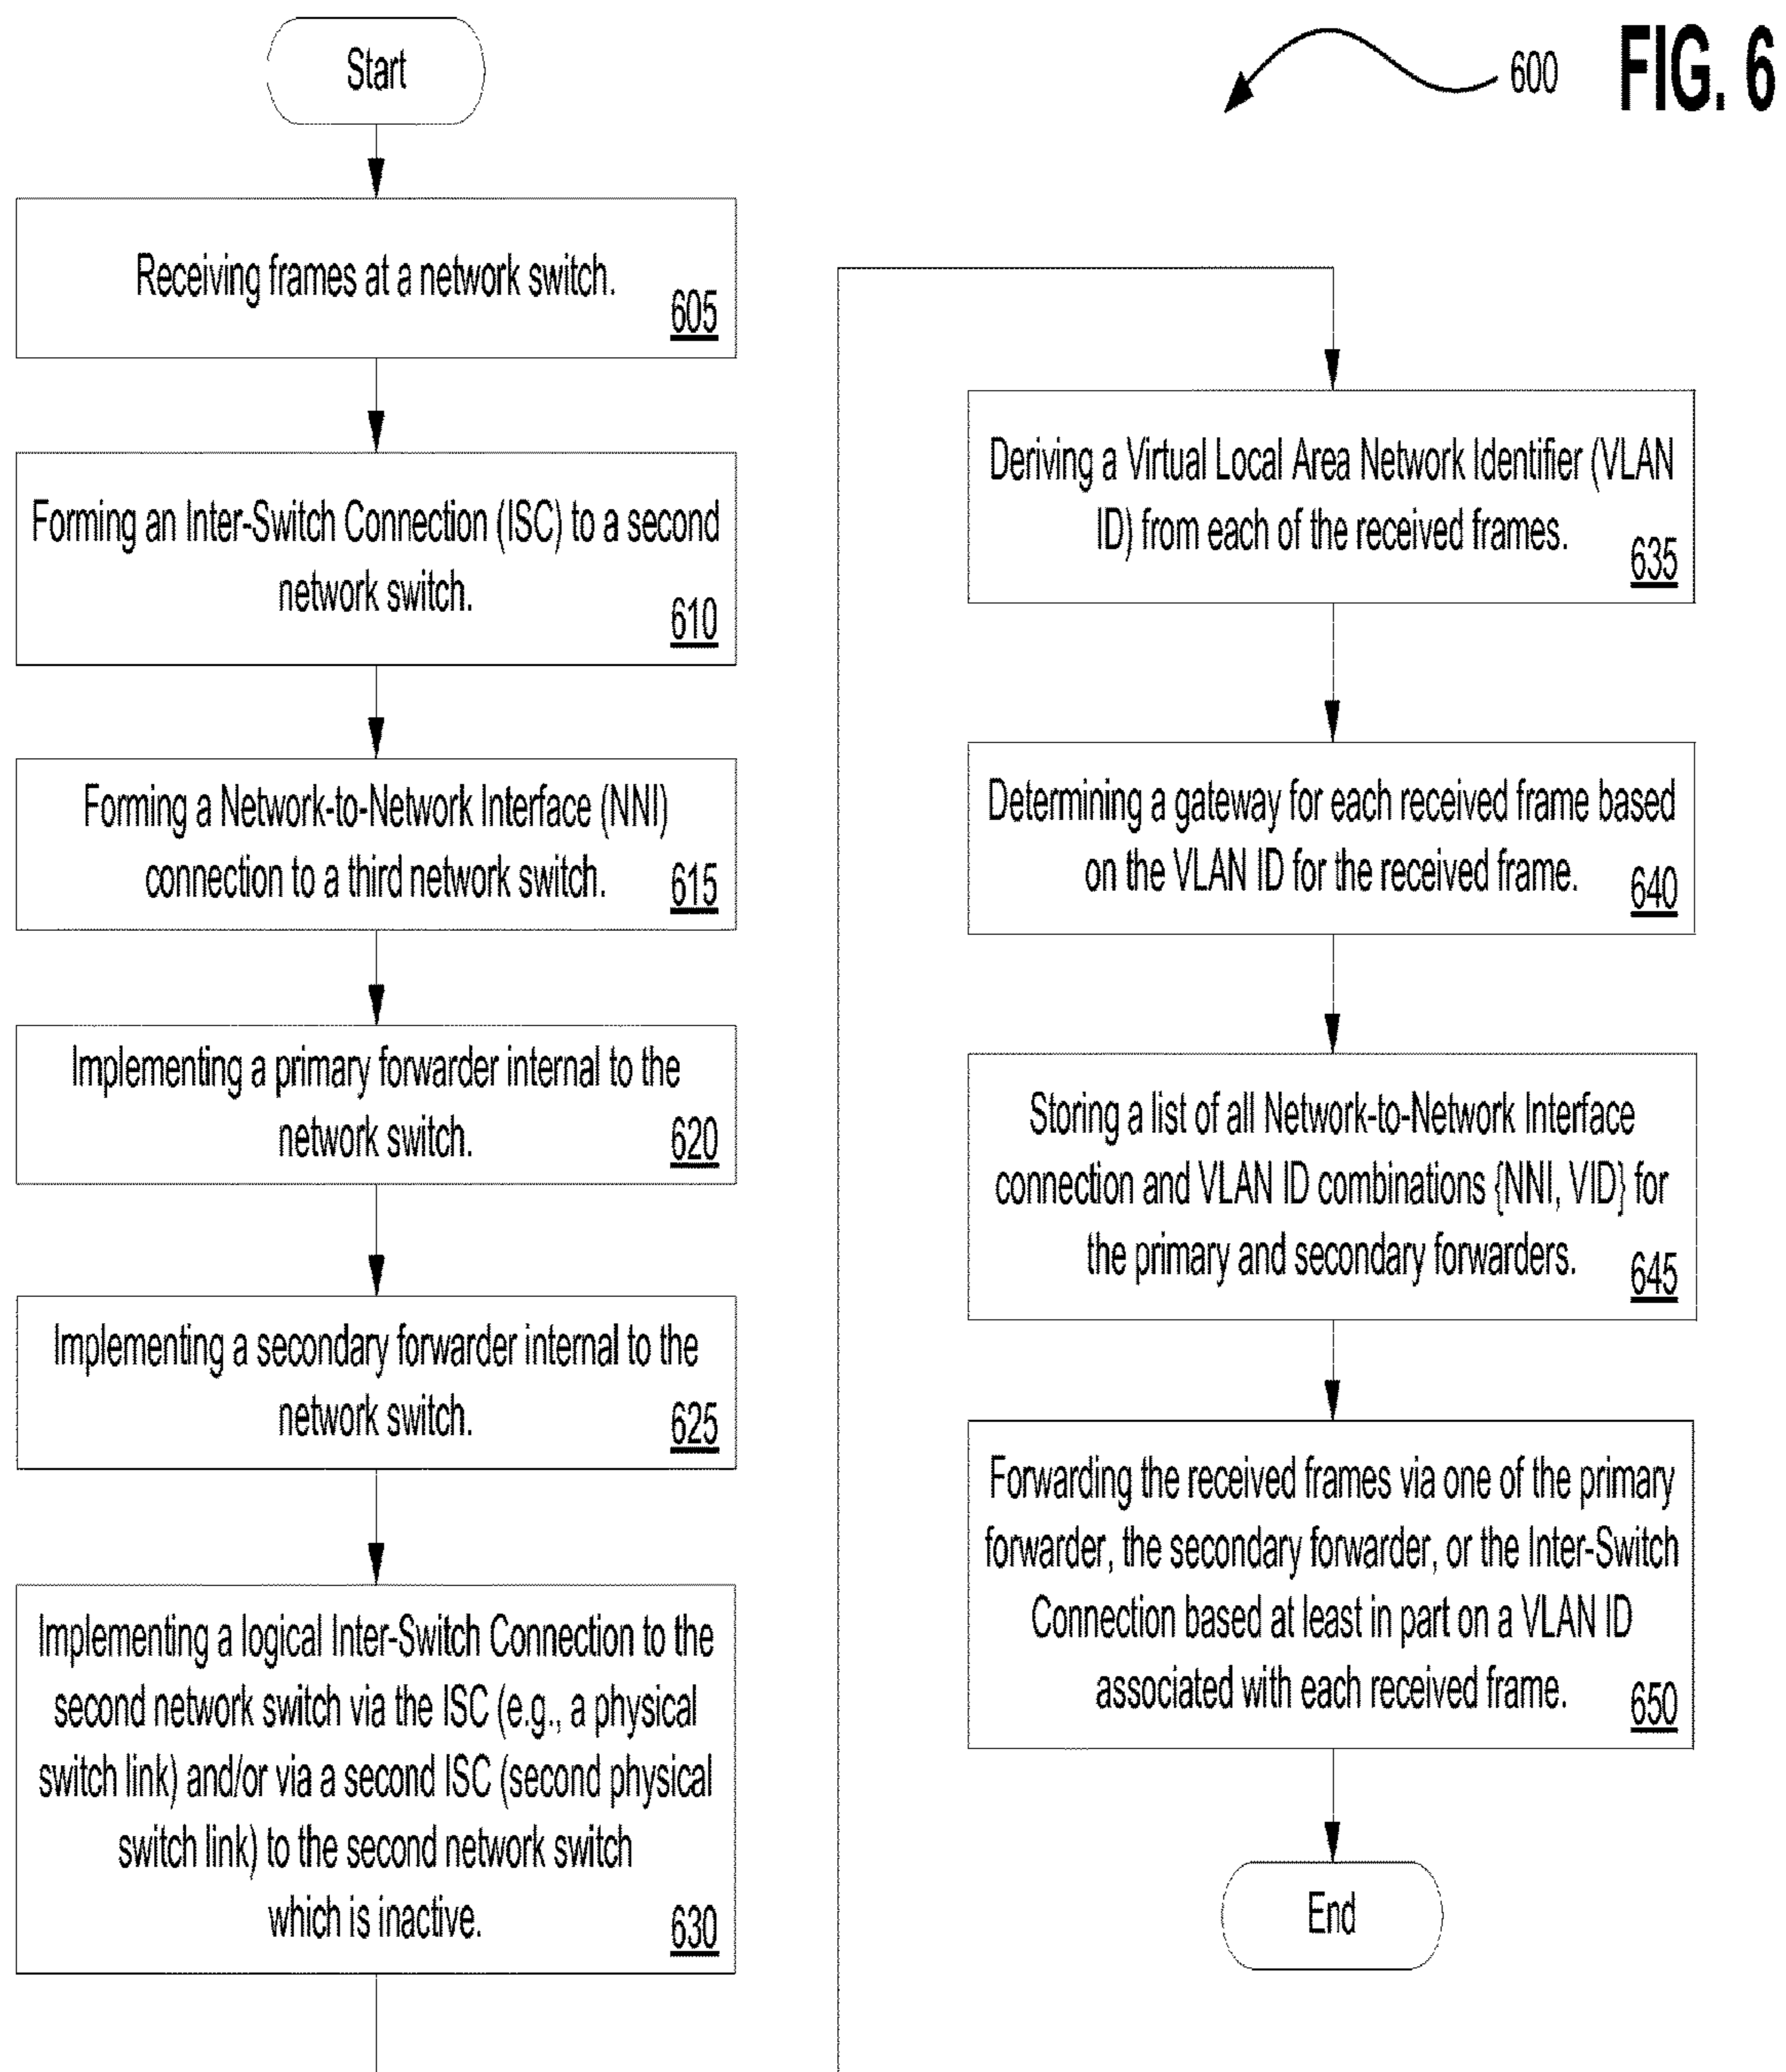 FIG. 6
600
Start
Receiving frames at a network switch.
605
Forming an Inter-Switch Connection (ISC) to a second
network switch.
610
Forming a Network-to-Network Interface (NNI)
connection to a third network switch.
615
Implementing a primary forwarder internal to the
network switch.
620
Implementing a secondary forwarder internal to the
network switch.
625
Implementing a logical Inter-Switch Connection to the
second network switch via the ISC (e.g., a physical
switch link) and/or via a second ISC (second physical
switch link) to the second network switch
which is inactive.
630
Deriving a Virtual Local Area Network Identifier (VLAN
ID) from each of the received frames.
635
Determining a gateway for each received frame based
on the VLAN ID for the received frame.
640
Storing a list of all Network-to-Network Interface
connection and VLAN ID combinations {NNI, VID} for
the primary and secondary forwarders.
645
Forwarding the received frames via one of the primary
forwarder, the secondary forwarder, or the Inter-Switch
Connection based at least in part on a VLAN ID
associated with each received frame.
650
End